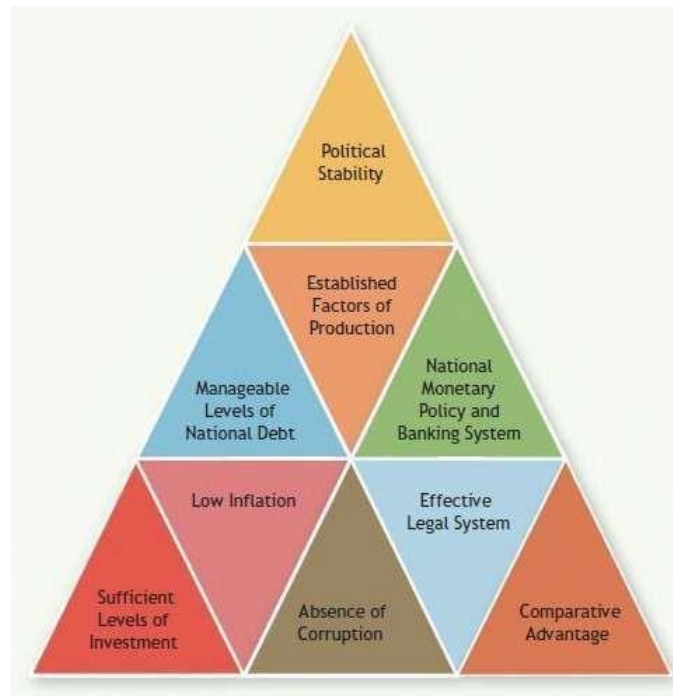 Political
Stability
Established
Factors of
Production
Manageable
Levels of
National Debt
National
Monetary
Policy and
Banking System
Low Inflation
Effective
Legal System
Sufficient
Levels of
Investment
Absence of
Corruption
Comparative
Advantage